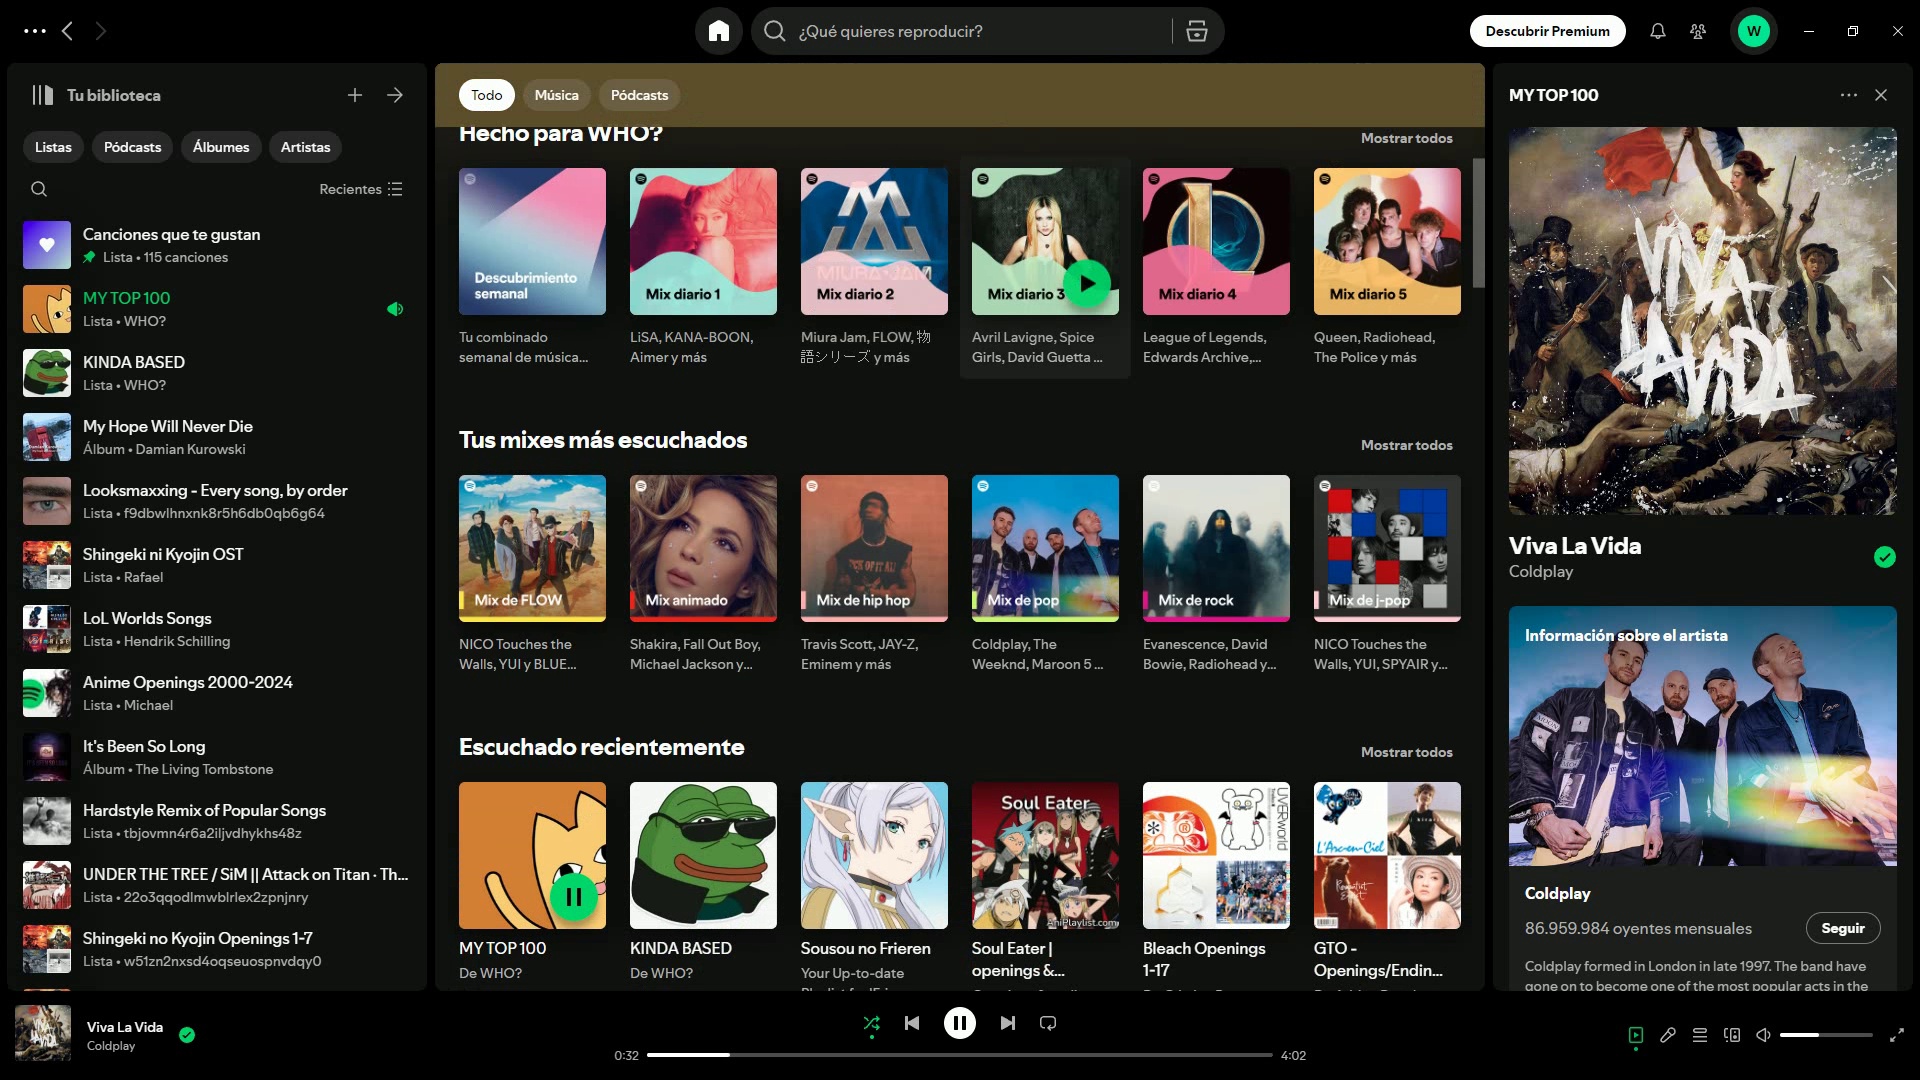 ¿Qué quieres reproducir?
Descubrir Premium
W
Tu biblioteca
Listas
Pódcasts
Álbumes
Artistas
Recientes
Canciones que te gustan
Lista • 115 canciones
MY TOP 100
Lista • WHO?
KINDA BASED
Lista • WHO?
My Hope Will Never Die
Álbum • Damian Kurowski
Looksmaxxing - Every song, by order
Lista • f9dbwlhnxnk8r5h6db0qb6g64
Shingeki ni Kyojin OST
Lista • Rafael
LoL Worlds Songs
Lista • Hendrik Schilling
Anime Openings 2000-2024
Lista • Michael
It's Been So Long
Álbum • The Living Tombstone
Hardstyle Remix of Popular Songs
Lista • tbjovmn4r6a2iljvdhykhs48z
UNDER THE TREE / SiM || Attack on Titan · Th...
Lista • 22o3qqodlmwblrlex2zpnjnry
Shingeki no Kyojin Openings 1-7
Lista • w51zn2nxsd4oqseuospnvdqy0
Todo
Música
Pódcasts
Hecho para WHO?
Mostrar todos
Descubrimiento
semanal
Mix diario 1
MIURA JAM
Mix diario 2
Mix diario 3
Mix diario 4
Mix diario 5
Tu combinado
semanal de música...
LiSA, KANA-BOON,
Aimer y más
Miura Jam, FLOW, 物
語シリーズ y más
Avril Lavigne, Spice
Girls, David Guetta ...
League of Legends,
Edwards Archive,...
Queen, Radiohead,
The Police y más
Tus mixes más escuchados
Mostrar todos
Mix de FLOW
Mix animado
Mix de hip hop
Mix de pop
Mix de rock
Mix de j-pop
NICO Touches the
Walls, YUI y BLUE...
Shakira, Fall Out Boy,
Michael Jackson y...
Travis Scott, JAY-Z,
Eminem y más
Coldplay, The
Weeknd, Maroon 5 ...
Evanescence, David
Bowie, Radiohead y...
NICO Touches the
Walls, YUI, SPYAIR y...
Escuchado recientemente
Mostrar todos
Soul Eater
AniPlaylist.com
UVERworld
L'Arc~en~Ciel
MY TOP 100
De WHO?
KINDA BASED
De WHO?
Sousou no Frieren
Your Up-to-date
Soul Eater |
openings &...
Bleach Openings
1-17
GTO -
Openings/Endin...
MY TOP 100
VIVA
LA VIDA
Viva La Vida
Coldplay
Información sobre el artista
Coldplay
86.959.984 oyentes mensuales
Seguir
Coldplay formed in London in late 1997. The band have
gone on to become one of the most popular acts in the
Viva La Vida
Coldplay
0:32
4:02